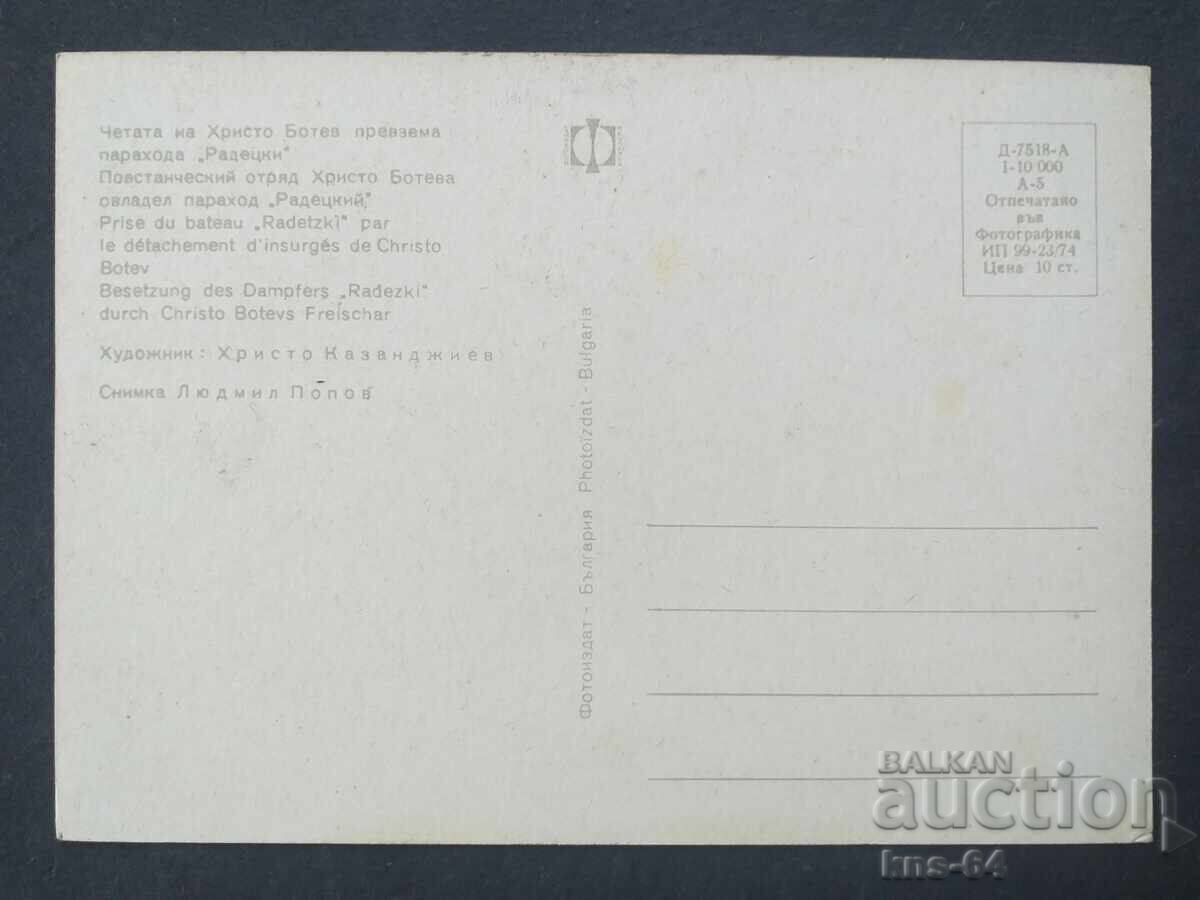 Четата на Христо Ботев превзема
парахода „Радецки"
Повстанческий отряд Христо Ботева
овладел параход „Радецкий"
Prise du bateau „Radetzki" par
le détachement d'insurgés de Christo
Botev
Besetzung des Dampfers „Radezki"
durch Christo Botevs Freischar
Художник: Христо Казанджиев
Снимка Людмил Попов
Фотоиздат - България Photoizdat - Bulgaria
Д-7518-А
1-10 000
А-5
Отпечатано
във
Фотографика
ИП 99-23/74
Цена 10 ст.
BALKAN
auction
kns-64